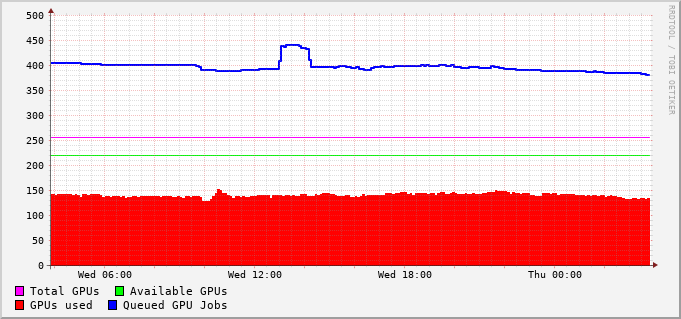 500
450
400
350
300
250
200
150
100
50
0
Wed 06:00 Wed 12:00 Wed 18:00 Thu 00:00
Total GPUs Available GPUs
GPUs used Queued GPU Jobs
RRDTOOL / TOBI OETIKER